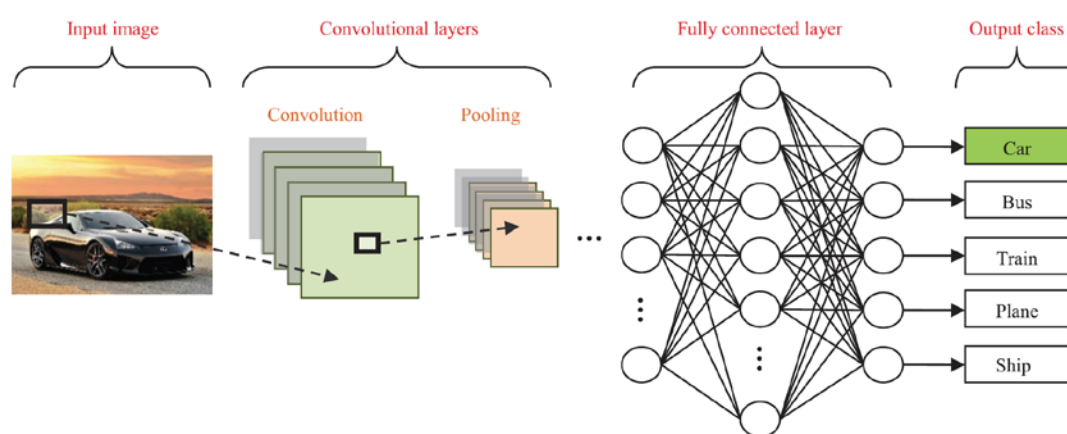 Input image
Convolutional layers
Fully connected layer
Output class
Convolution
Pooling
Car
Bus
Train
Plane
Ship